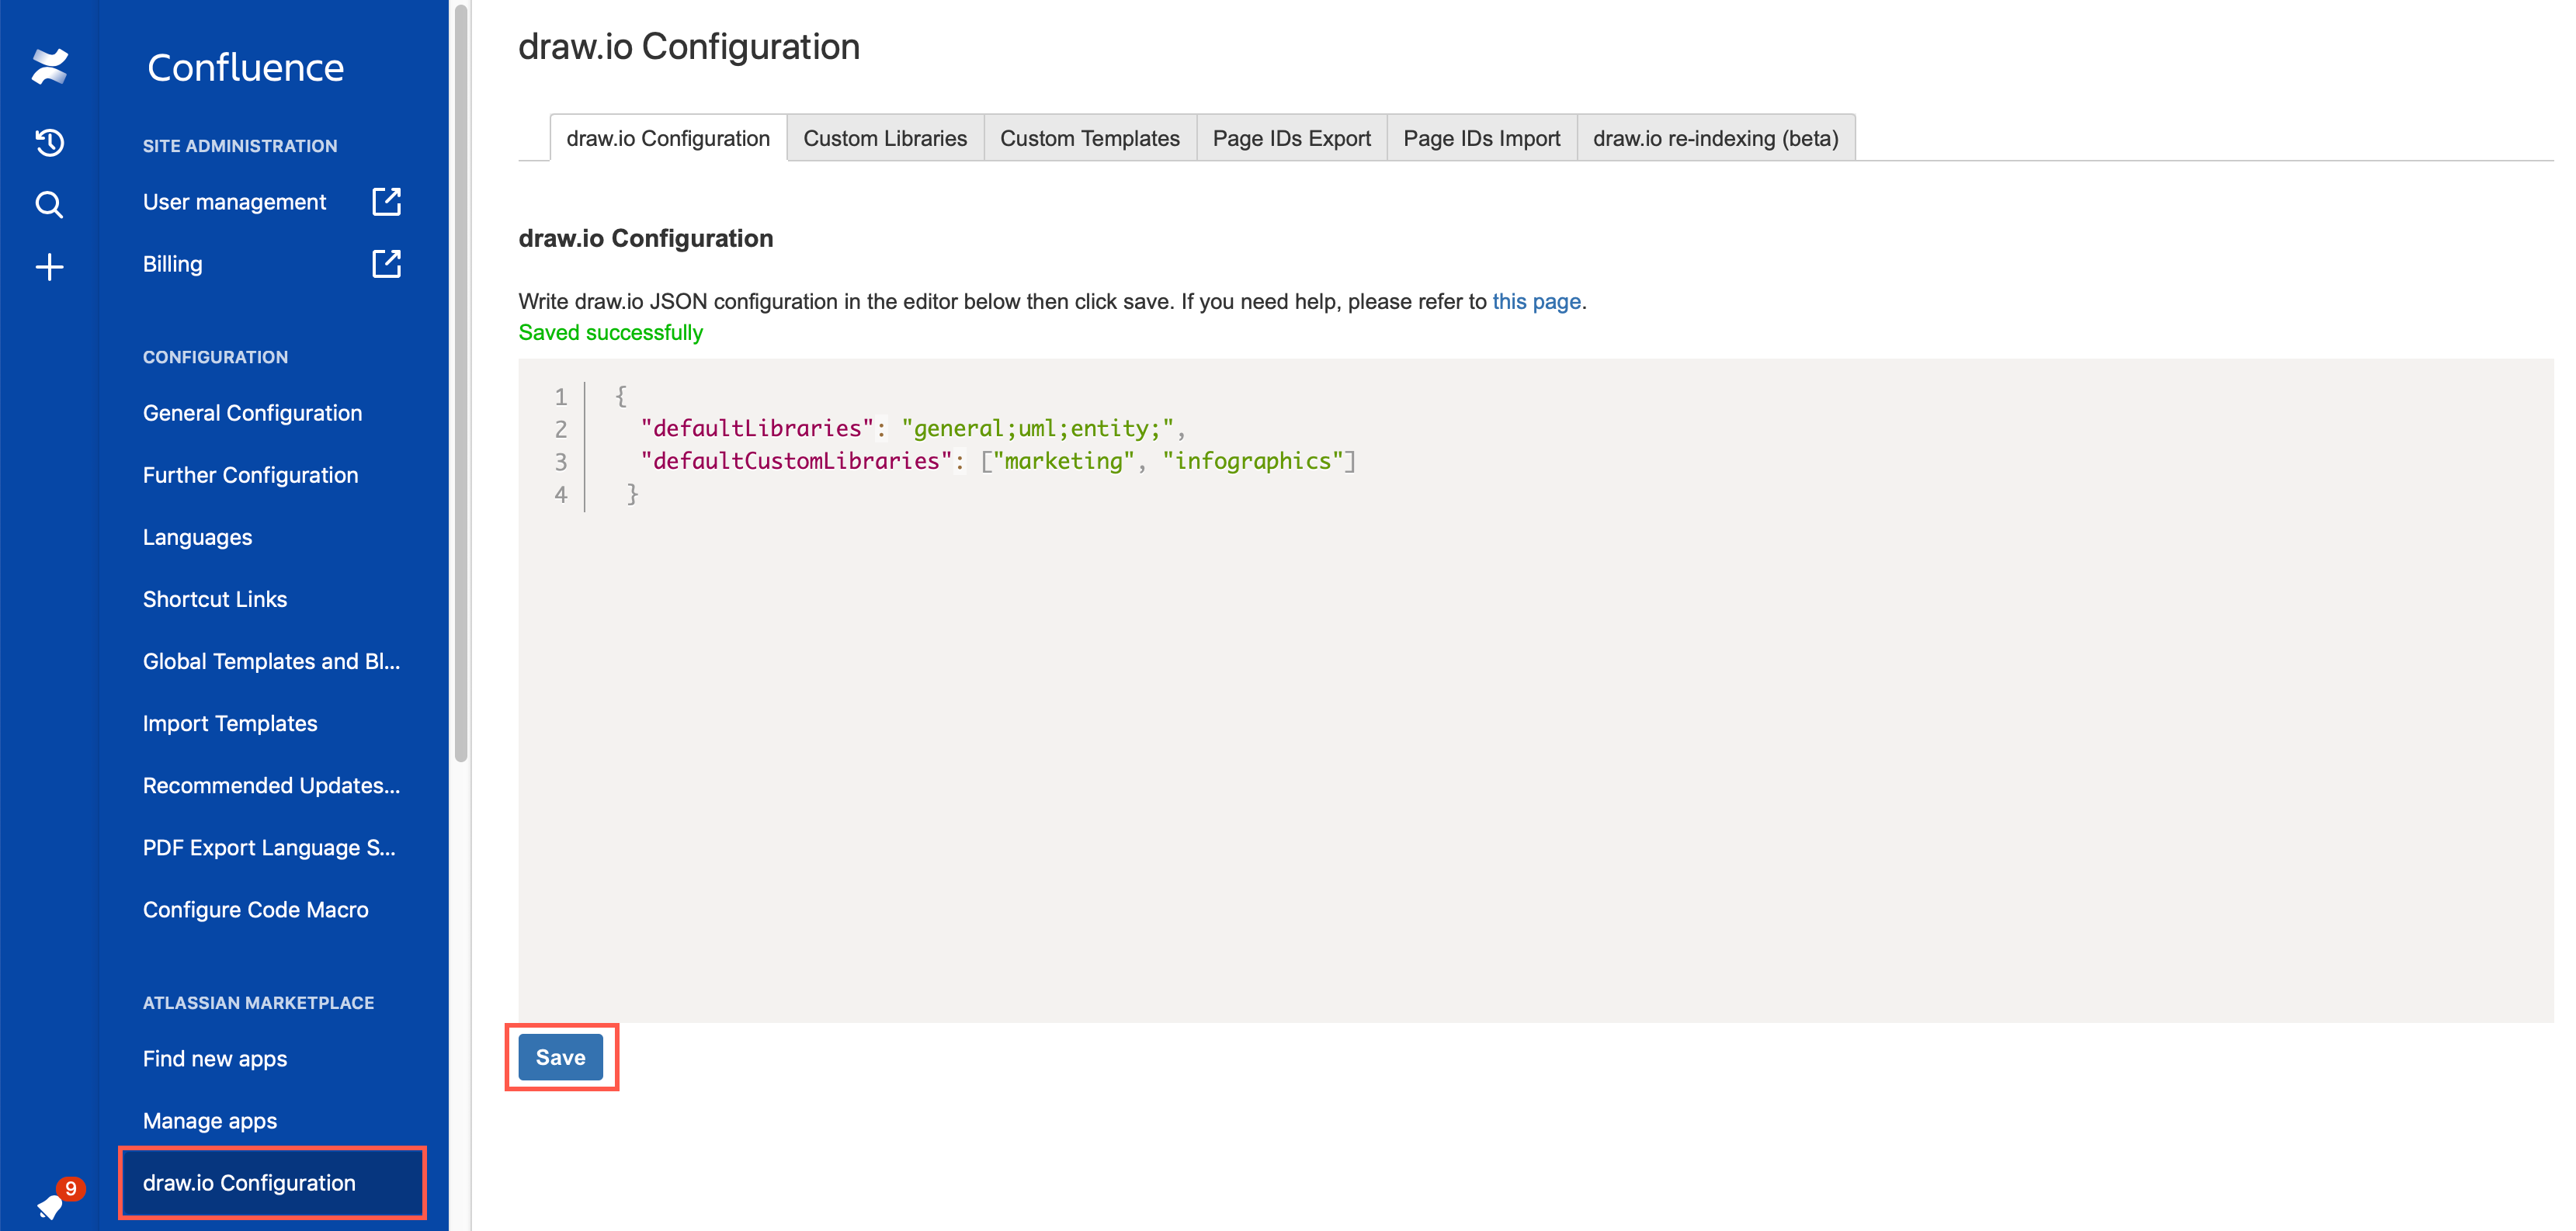 Confluence
SITE ADMINISTRATION
User management
Billing
CONFIGURATION
General Configuration
Further Configuration
Languages
Shortcut Links
Global Templates and Bl...
Import Templates
Recommended Updates...
PDF Export Language S...
Configure Code Macro
ATLASSIAN MARKETPLACE
Find new apps
Manage apps
draw.io Configuration
9
draw.io Configuration
draw.io Configuration Custom Libraries Custom Templates Page IDs Export Page IDs Import draw.io re-indexing (beta)
draw.io Configuration
Write draw.io JSON configuration in the editor below then click save. If you need help, please refer to this page.
Saved successfully
1 {
2 "defaultLibraries": "general;uml;entity;",
3 "defaultCustomLibraries": ["marketing", "infographics"]
4 }
Save